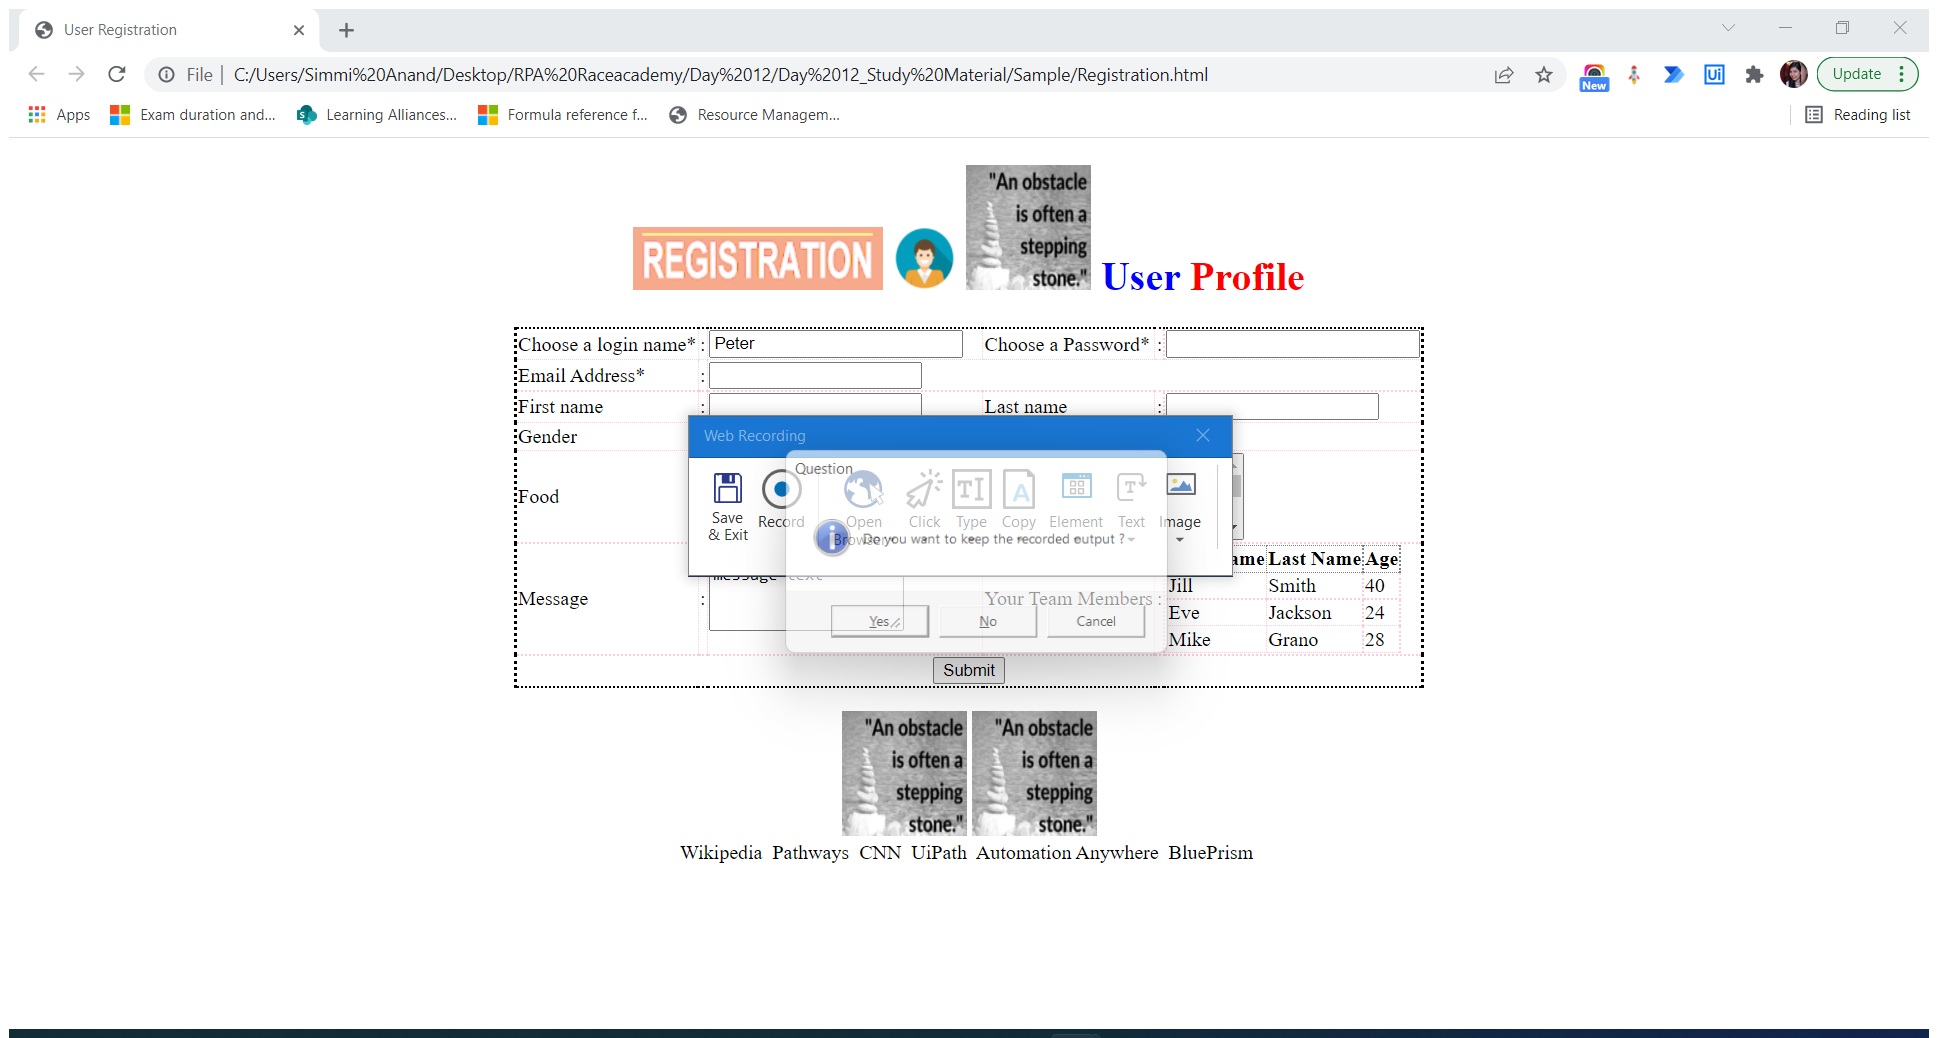 User Registration
File C:/Users/Simmi%20Anand/Desktop/RPA%20Raceacademy/Day%2012/Day%2012_Study%20Material/Sample/Registration.html
New
Ui
Update
Apps Exam duration and... Learning Alliances... Formula reference f... Resource Managem... Reading list
"An obstacle
is often a
stepping
stone."
REGISTRATION
User Profile
Choose a login name* : Peter Choose a Password* :
Email Address* :
First name : Last name :
Gender
Web Recording
Question
Food
Save
& Exit
Record
Open
Browser
Click
Type
Copy
Element
Text
Image
Do you want to keep the recorded output ?
message text
Message :
Your Team Members :
ame Last Name Age
Jill Smith 40
Eve Jackson 24
Mike Grano 28
Yes No Cancel
Submit
"An obstacle
is often a
stepping
stone."
"An obstacle
is often a
stepping
stone."
Wikipedia Pathways CNN UiPath Automation Anywhere BluePrism